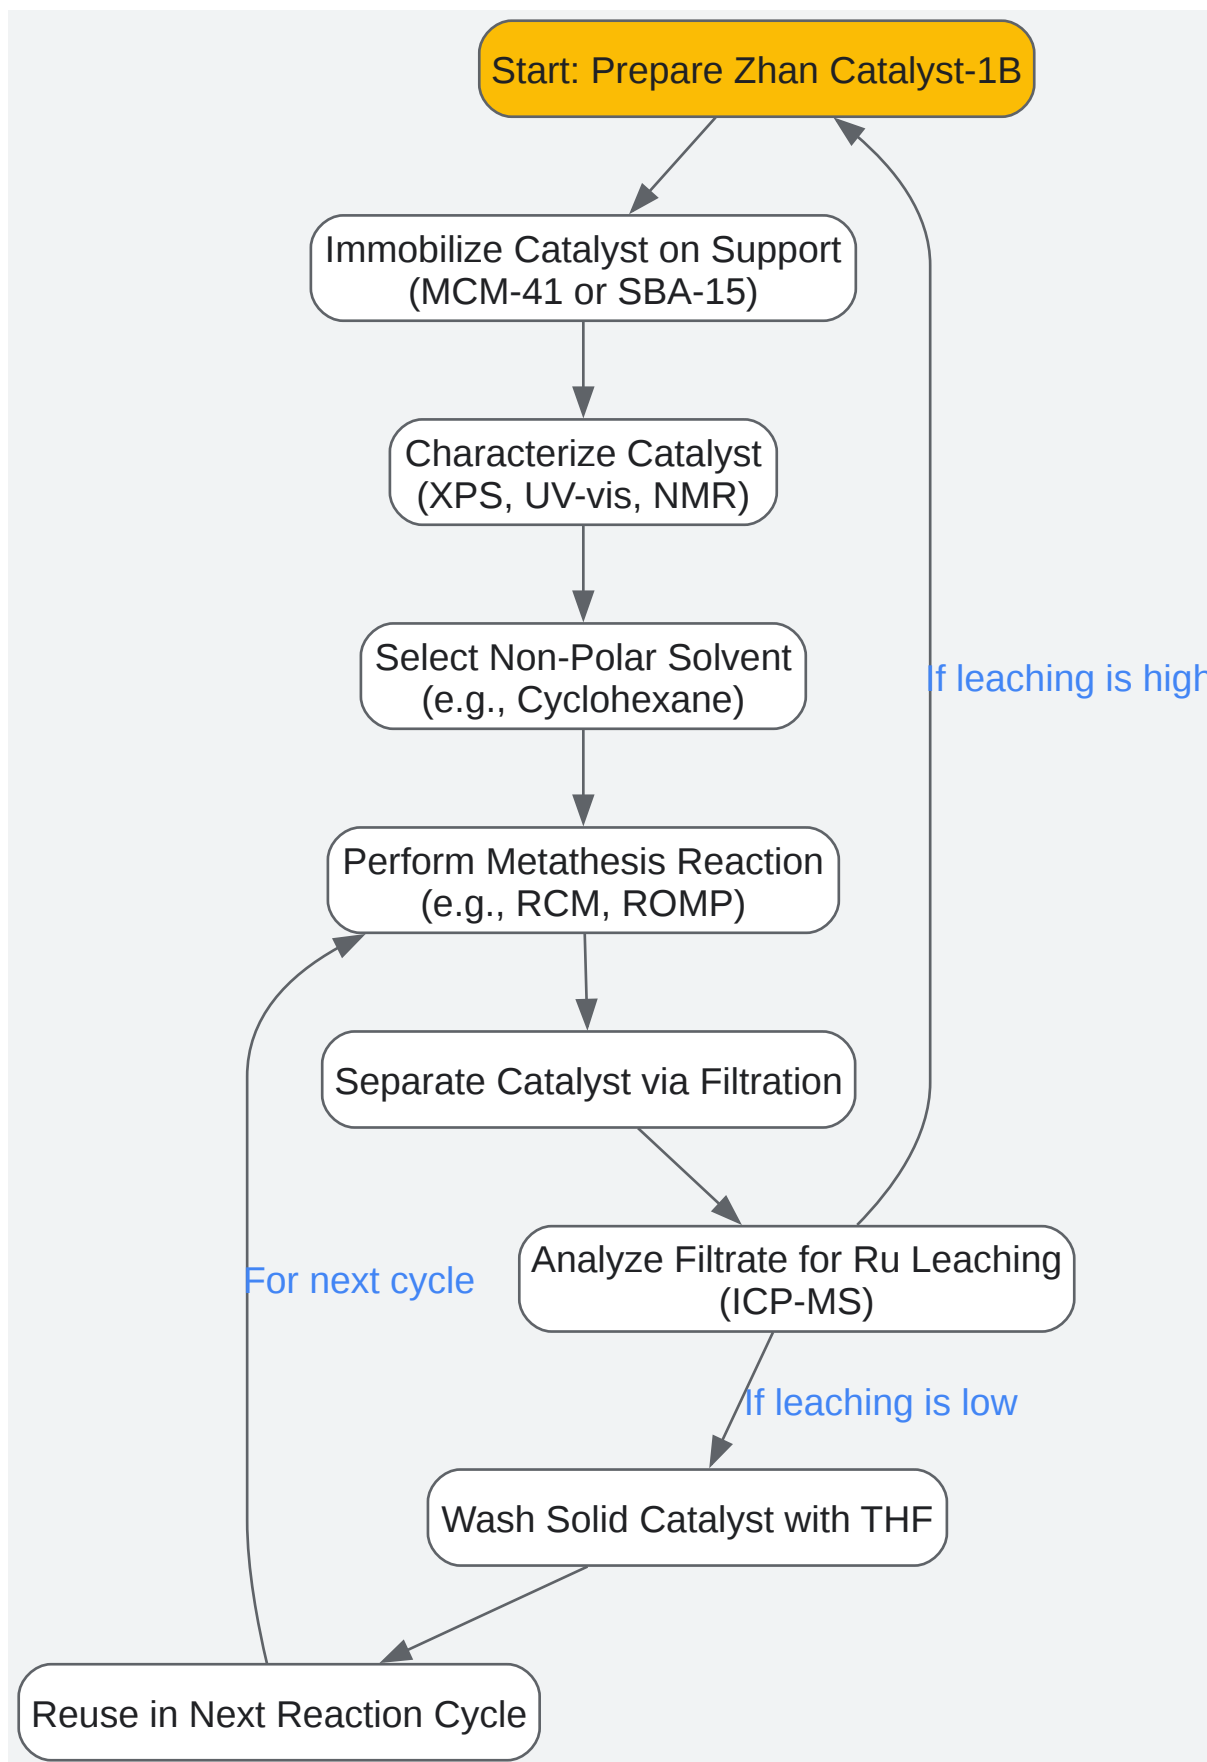 Start: Prepare Zhan Catalyst-1B
Immobilize Catalyst on Support
(MCM-41 or SBA-15)
Characterize Catalyst
(XPS, UV-vis, NMR)
Select Non-Polar Solvent
(e.g., Cyclohexane)
If leaching is high
Perform Metathesis Reaction
(e.g., RCM, ROMP)
Separate Catalyst via Filtration
Analyze Filtrate for Ru Leaching
(ICP-MS)
For next cycle
If leaching is low
Wash Solid Catalyst with THF
Reuse in Next Reaction Cycle